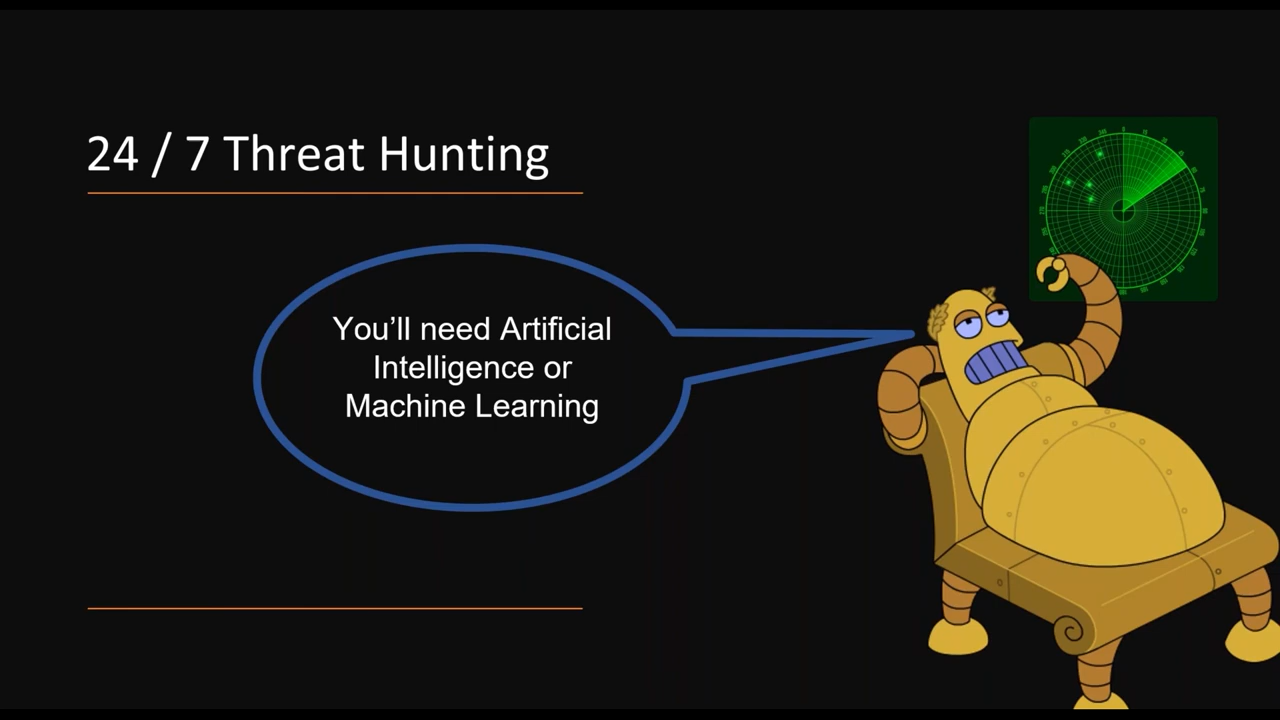 24 / 7 Threat Hunting
You’ll need Artificial
Intelligence or
Machine Learning